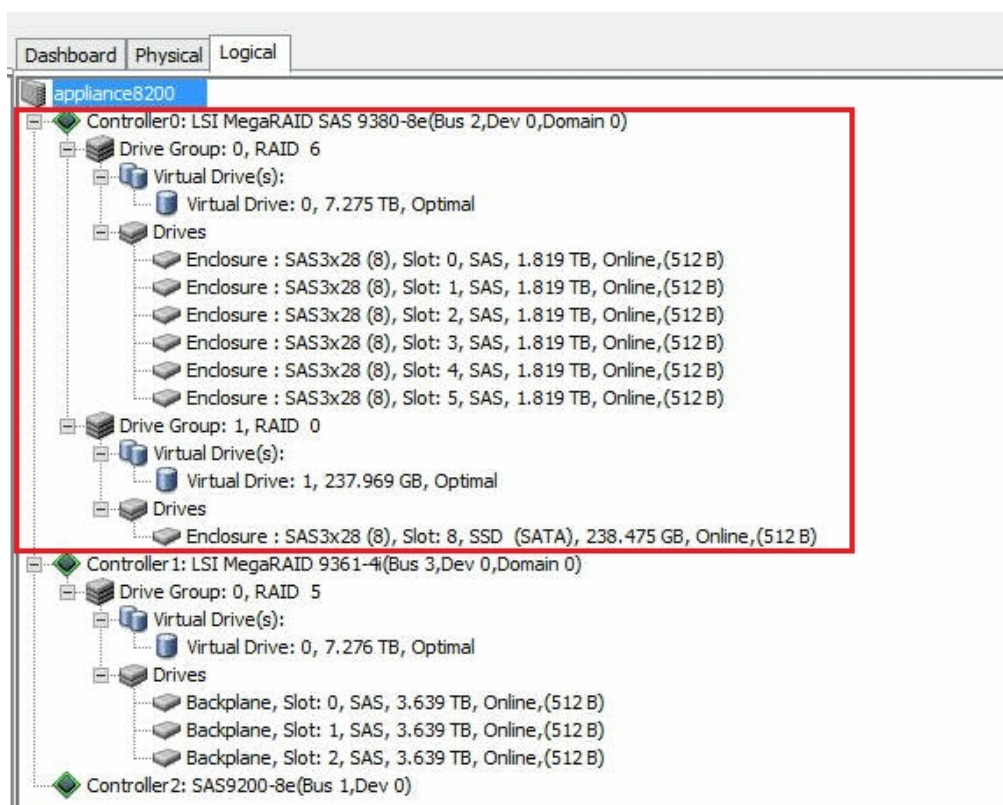 Dashboard Physical Logical
appliance8200
Controller0: LSI MegaRAID SAS 9380-8e(Bus 2,Dev 0,Domain 0)
Drive Group: 0, RAID 6
Virtual Drive(s):
Virtual Drive: 0, 7.275 TB, Optimal
Drives
Enclosure : SAS3x28 (8), Slot: 0, SAS, 1.819 TB, Online,(512 B)
Enclosure : SAS3x28 (8), Slot: 1, SAS, 1.819 TB, Online,(512 B)
Enclosure : SAS3x28 (8), Slot: 2, SAS, 1.819 TB, Online,(512 B)
Enclosure : SAS3x28 (8), Slot: 3, SAS, 1.819 TB, Online,(512 B)
Enclosure : SAS3x28 (8), Slot: 4, SAS, 1.819 TB, Online,(512 B)
Enclosure : SAS3x28 (8), Slot: 5, SAS, 1.819 TB, Online,(512 B)
Drive Group: 1, RAID 0
Virtual Drive(s):
Virtual Drive: 1, 237.969 GB, Optimal
Drives
Enclosure : SAS3x28 (8), Slot: 8, SSD (SATA), 238.475 GB, Online,(512 B)
Controller1: LSI MegaRAID 9361-4i(Bus 3,Dev 0,Domain 0)
Drive Group: 0, RAID 5
Virtual Drive(s):
Virtual Drive: 0, 7.276 TB, Optimal
Drives
Backplane, Slot: 0, SAS, 3.639 TB, Online,(512 B)
Backplane, Slot: 1, SAS, 3.639 TB, Online,(512 B)
Backplane, Slot: 2, SAS, 3.639 TB, Online,(512 B)
Controller2: SAS9200-8e(Bus 1,Dev 0)